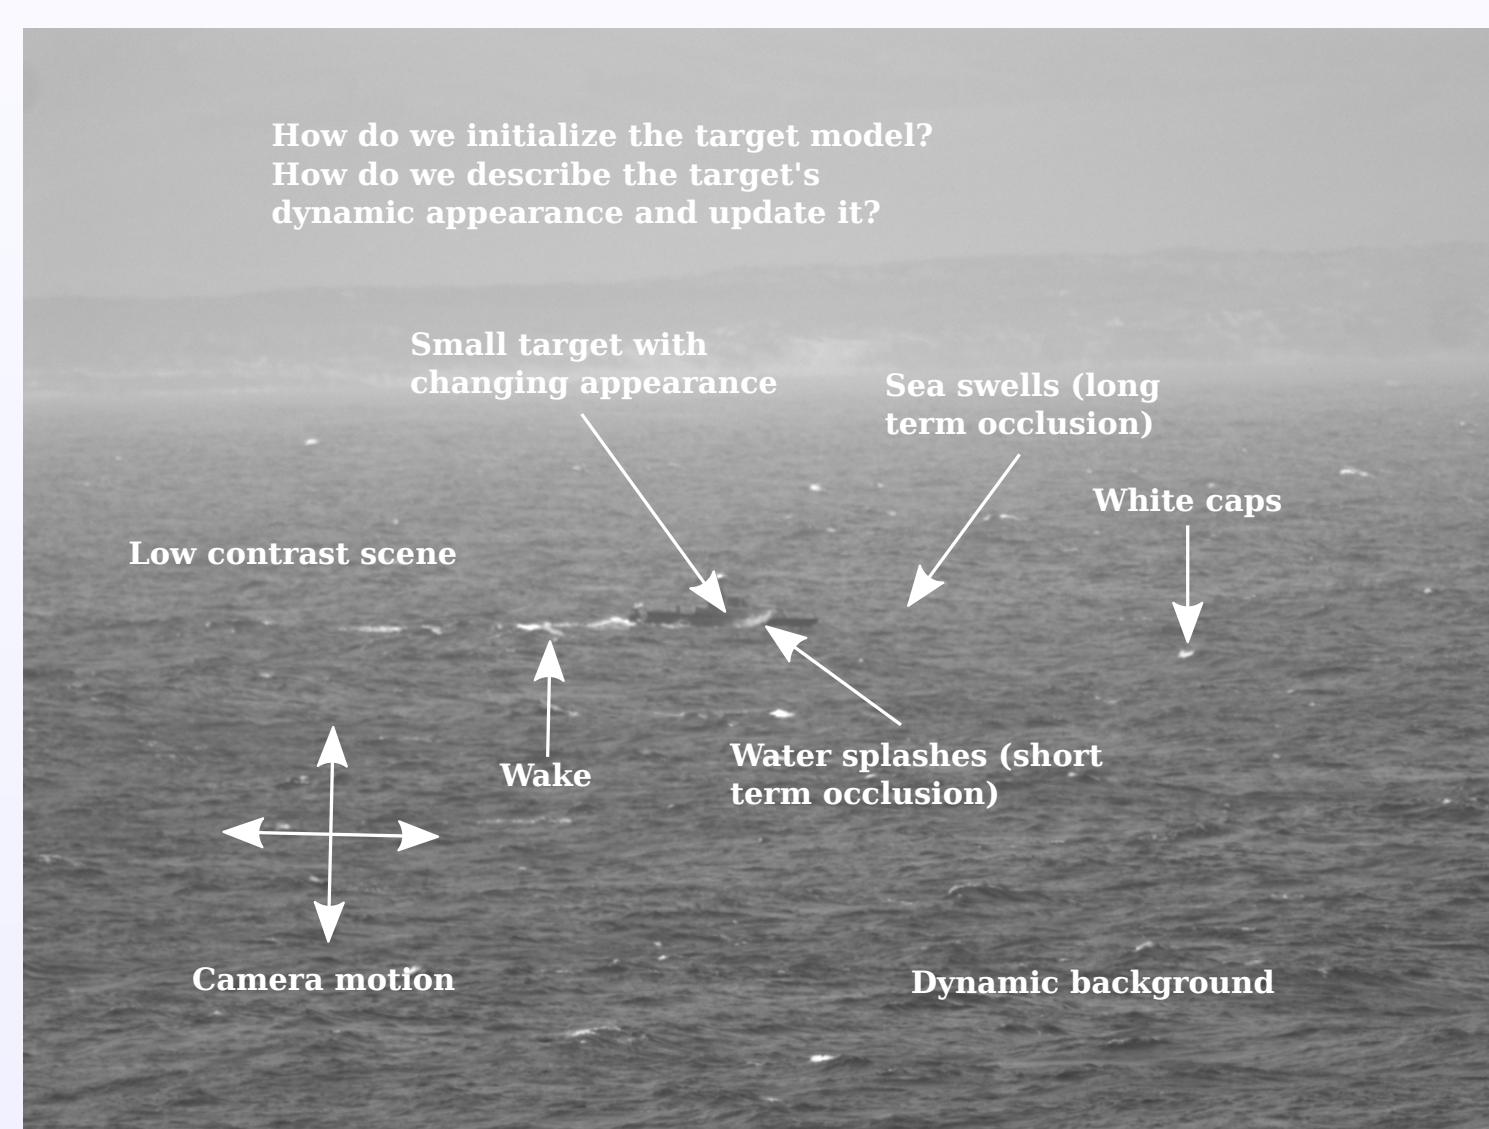 How do we initialize the target model?
How do we describe the target's
dynamic appearance and update it?
Small target with
changing appearance
Sea swells (long
term occlusion)
White caps
Low contrast scene
Wake
Water splashes (short
term occlusion)
Camera motion
Dynamic background